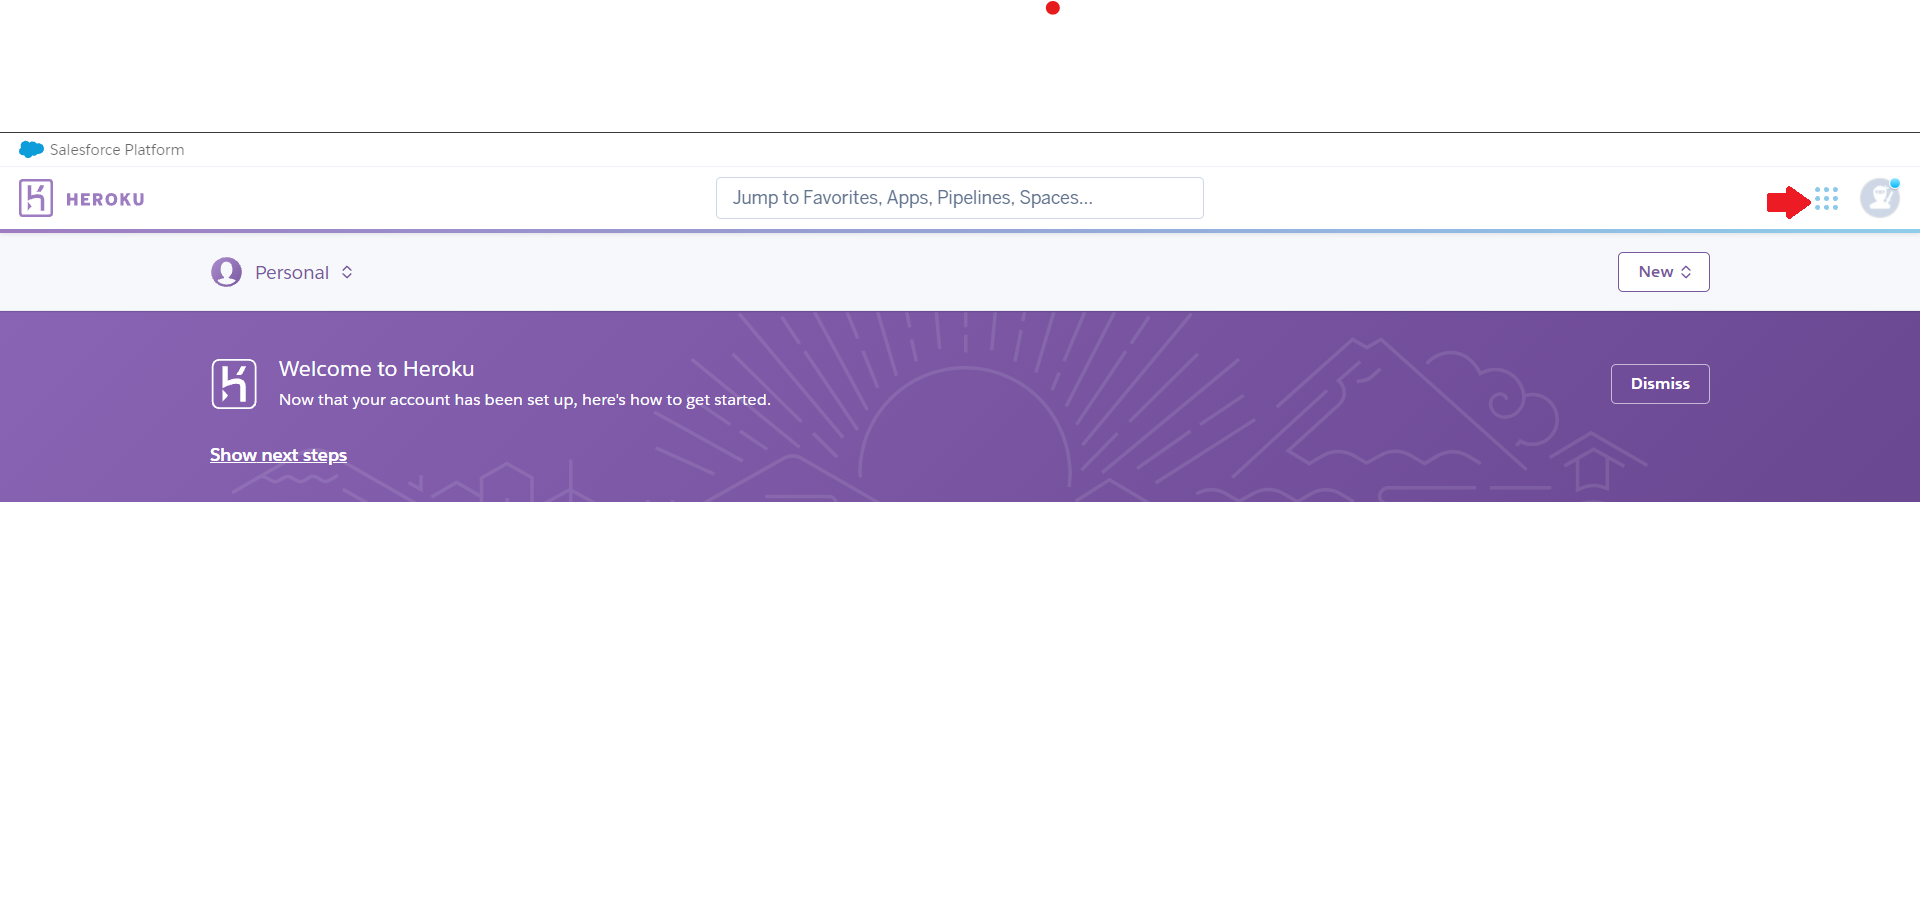 Salesforce Platform
HEROKU
Jump to Favorites, Apps, Pipelines, Spaces...
Personal
New
Welcome to Heroku
Now that your account has been set up, here's how to get started.
Dismiss
Show next steps